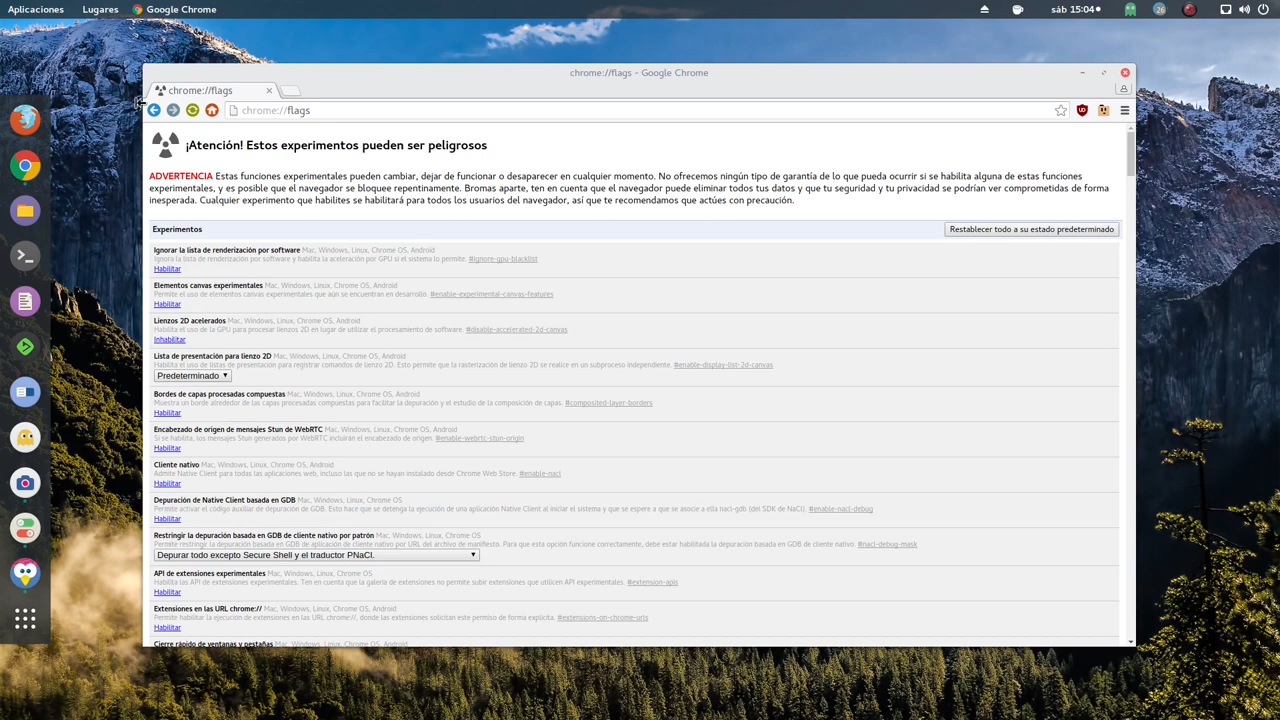 Aplicaciones Lugares Google Chrome sáb 15:04
chrome://flags - Google Chrome
chrome://flags
chrome://flags
¡Atención! Estos experimentos pueden ser peligrosos
ADVERTENCIA Estas funciones experimentales pueden cambiar, dejar de funcionar o desaparecer en cualquier momento. No ofrecemos ningún tipo de garantía de lo que pueda ocurrir si se habilita alguna de estas funciones
experimentales, y es posible que el navegador se bloquee repentinamente. Bromas aparte, ten en cuenta que el navegador puede eliminar todos tus datos y que tu seguridad y tu privacidad se podrían ver comprometidas de forma
inesperada. Cualquier experimento que habilites se habilitará para todos los usuarios del navegador, así que te recomendamos que actúes con precaución.
Experimentos Restablecer todo a su estado predeterminado
Ignorar la lista de renderización por software Mac, Windows, Linux, Chrome OS, Android
Ignora la lista de renderización por software y habilita la aceleración por GPU si el sistema lo permite. #ignore-gpu-blacklist
Habilitar
Elementos canvas experimentales Mac, Windows, Linux, Chrome OS, Android
Permite el uso de elementos canvas experimentales que aún se encuentran en desarrollo. #enable-experimental-canvas-features
Habilitar
Lienzos 2D acelerados Mac, Windows, Linux, Chrome OS, Android
Habilita el uso de la GPU para procesar lienzos 2D en lugar de utilizar el procesamiento de software. #disable-accelerated-2d-canvas
Inhabilitar
Lista de presentación para lienzo 2D Mac, Windows, Linux, Chrome OS, Android
Habilita el uso de listas de presentación para registrar comandos de lienzo 2D. Esto permite que la rasterización de lienzo 2D se realice en un subproceso independiente. #enable-display-list-2d-canvas
Predeterminado
Bordes de capas procesadas compuestas Mac, Windows, Linux, Chrome OS, Android
Muestra un borde alrededor de las capas procesadas compuestas para facilitar la depuración y el estudio de la composición de capas. #composited-layer-borders
Habilitar
Encabezado de origen de mensajes Stun de WebRTC Mac, Windows, Linux, Chrome OS, Android
Si se habilita, los mensajes Stun generados por WebRTC incluirán el encabezado de origen. #enable-webrtc-stun-origin
Habilitar
Cliente nativo Mac, Windows, Linux, Chrome OS, Android
Admite Native Client para todas las aplicaciones web, incluso las que no se hayan instalado desde Chrome Web Store. #enable-nacl
Habilitar
Depuración de Native Client basada en GDB Mac, Windows, Linux, Chrome OS
Permite activar el código auxiliar de depuración de GDB. Esto hace que se detenga la ejecución de una aplicación Native Client al iniciar el sistema y que se espere a que se asocie a ella nacl-gdb (del SDK de NaCl). #enable-nacl-debug
Habilitar
Restringir la depuración basada en GDB de cliente nativo por patrón Mac, Windows, Linux, Chrome OS
Permite restringir la depuración basada en GDB de aplicación de cliente nativo por URL del archivo de manifiesto. Para que esta opción funcione correctamente, debe estar habilitada la depuración basada en GDB de cliente nativo. #nacl-debug-mask
Depurar todo excepto Secure Shell y el traductor PNaCl.
API de extensiones experimentales Mac, Windows, Linux, Chrome OS
Habilita las API de extensiones experimentales. Ten en cuenta que la galería de extensiones no permite subir extensiones que utilicen API experimentales. #extension-apis
Habilitar
Extensiones en las URL chrome:// Mac, Windows, Linux, Chrome OS, Android
Permite habilitar la ejecución de extensiones en las URL chrome://, donde las extensiones solicitan este permiso de forma explícita. #extensions-on-chrome-urls
Habilitar
Cierre rápido de ventanas y pestañas Mac, Windows, Linux, Chrome OS, Android